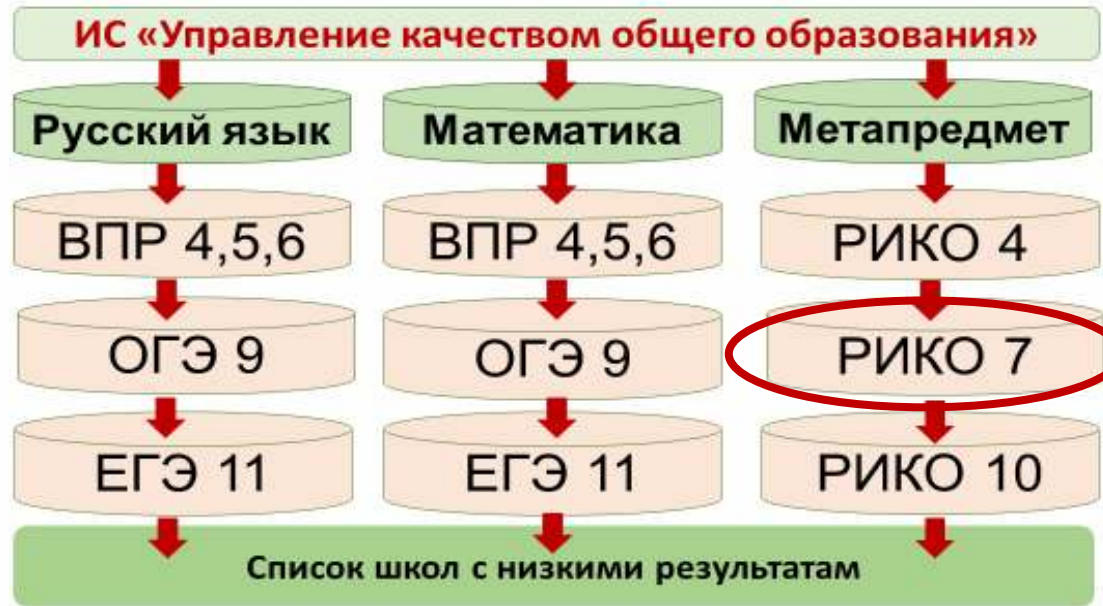 ИС «Управление качеством общего образования»
Русский язык
Математика
Метапредмет
ВПР 4,5,6
ВПР 4,5,6
РИКО 4
ОГЭ 9
ОГЭ 9
РИКО 7
ЕГЭ 11
ЕГЭ 11
РИКО 10
Список школ с низкими результатам